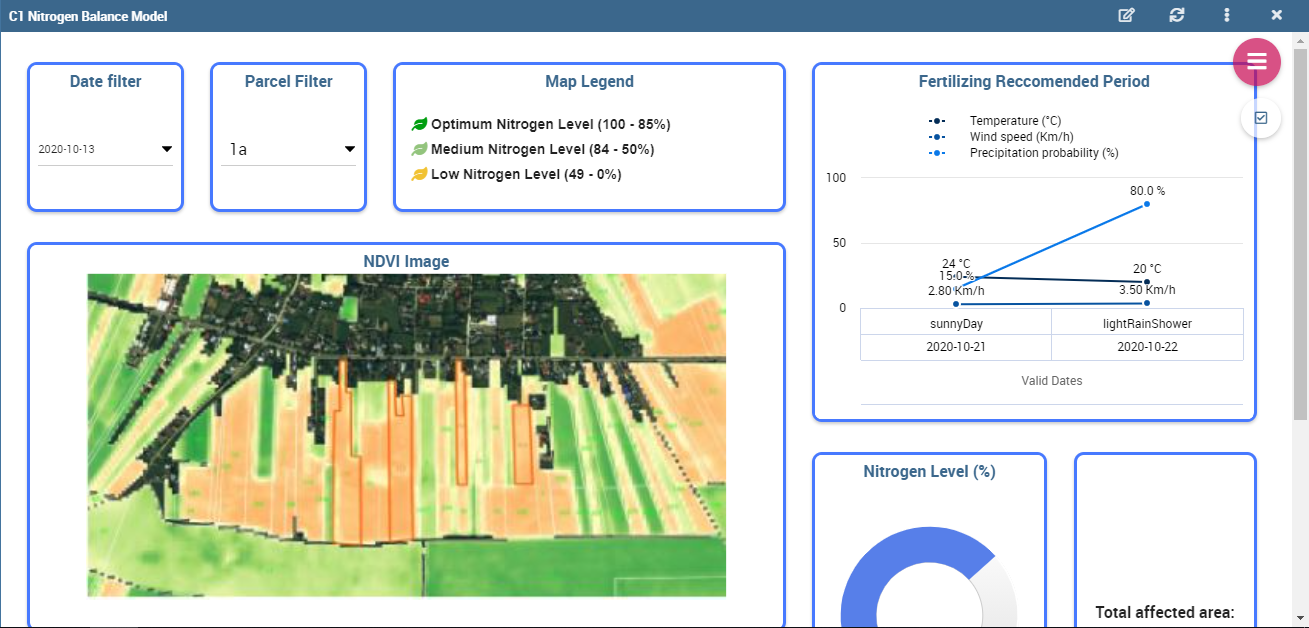 C1 Nitrogen Balance Model
Date filter
2020-10-13
Parcel Filter
1a
Map Legend
Optimum Nitrogen Level (100 - 85%)
Medium Nitrogen Level (84 - 50%)
Low Nitrogen Level (49 - 0%)
NDVI Image
Fertilizing Reccomended Period
Temperature (°C)
Wind speed (Km/h)
Precipitation probability (%)
100
80.0 %
50
24 °C
20 °C
15.0 %
2.80 Km/h
3.50 Km/h
0
sunnyDay lightRainShower
2020-10-21 2020-10-22
Valid Dates
Nitrogen Level (%)
Total affected area: